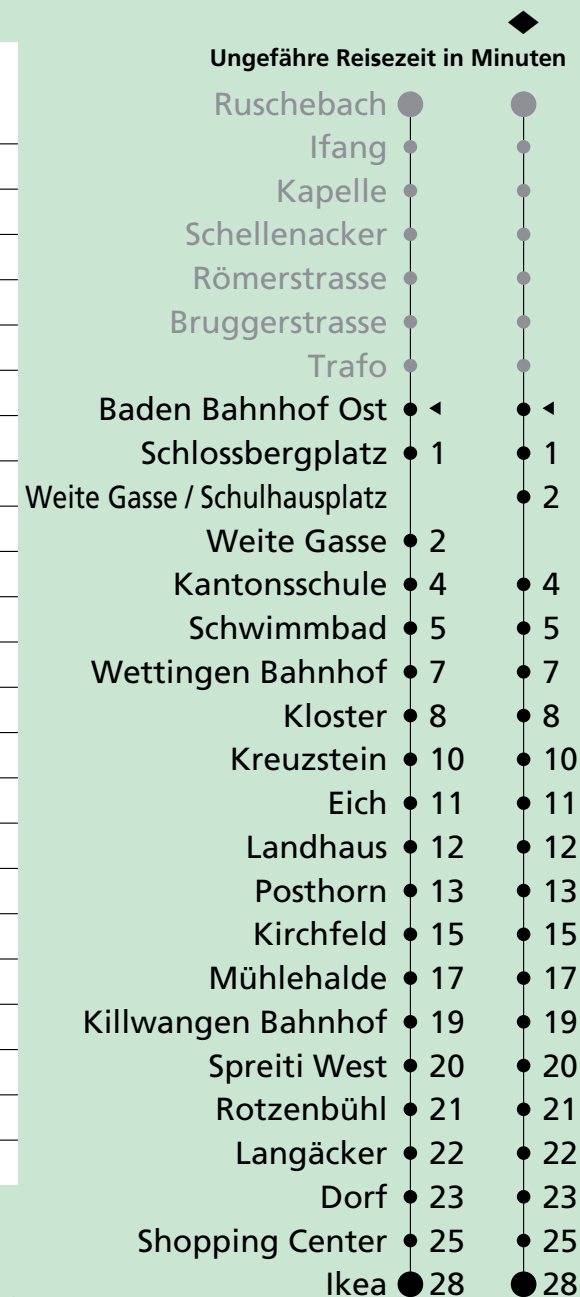 Ungefähre Reisezeit in Minuten
Ruschebach
Ifang
Kapelle
Schellenacker
Römerstrasse
Bruggerstrasse
Trafo
Baden Bahnhof Ost
Schlossbergplatz 1 1
Weite Gasse / Schulhausplatz 2
Weite Gasse 2
Kantonsschule 4 4
Schwimmbad 5 5
Wettingen Bahnhof 7 7
Kloster 8 8
Kreuzstein 10 10
Eich 11 11
Landhaus 12 12
Posthorn 13 13
Kirchfeld 15 15
Mühlehalde 17 17
Killwangen Bahnhof 19 19
Spreiti West 20 20
Rotzenbühl 21 21
Langäcker 22 22
Dorf 23 23
Shopping Center 25 25
Ikea 28 28